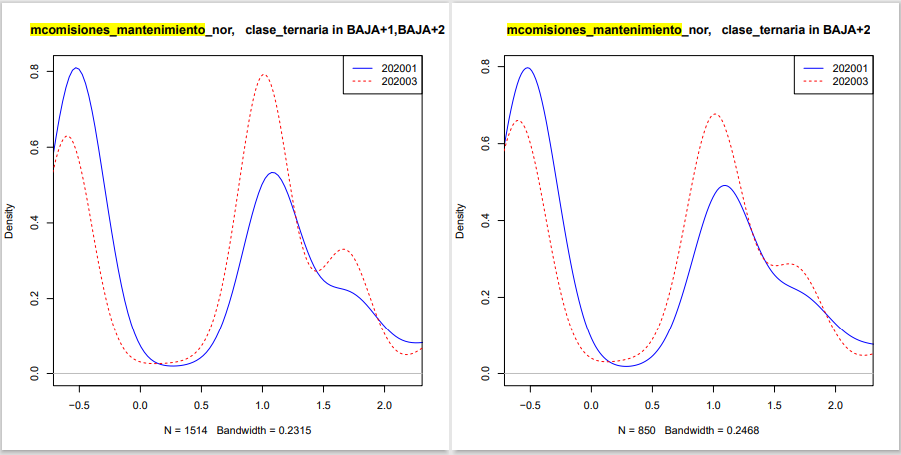 mcomisiones_mantenimiento_nor,   clase_ternaria in BAJA+1,BAJA+2
202001
202003
Density
0.8
0.6
0.4
0.2
0.0
−0.5 0.0 0.5 1.0 1.5 2.0
N = 1514   Bandwidth = 0.2315
mcomisiones_mantenimiento_nor,   clase_ternaria in BAJA+2
202001
202003
Density
0.8
0.6
0.4
0.2
0.0
−0.5 0.0 0.5 1.0 1.5 2.0
N = 850   Bandwidth = 0.2468